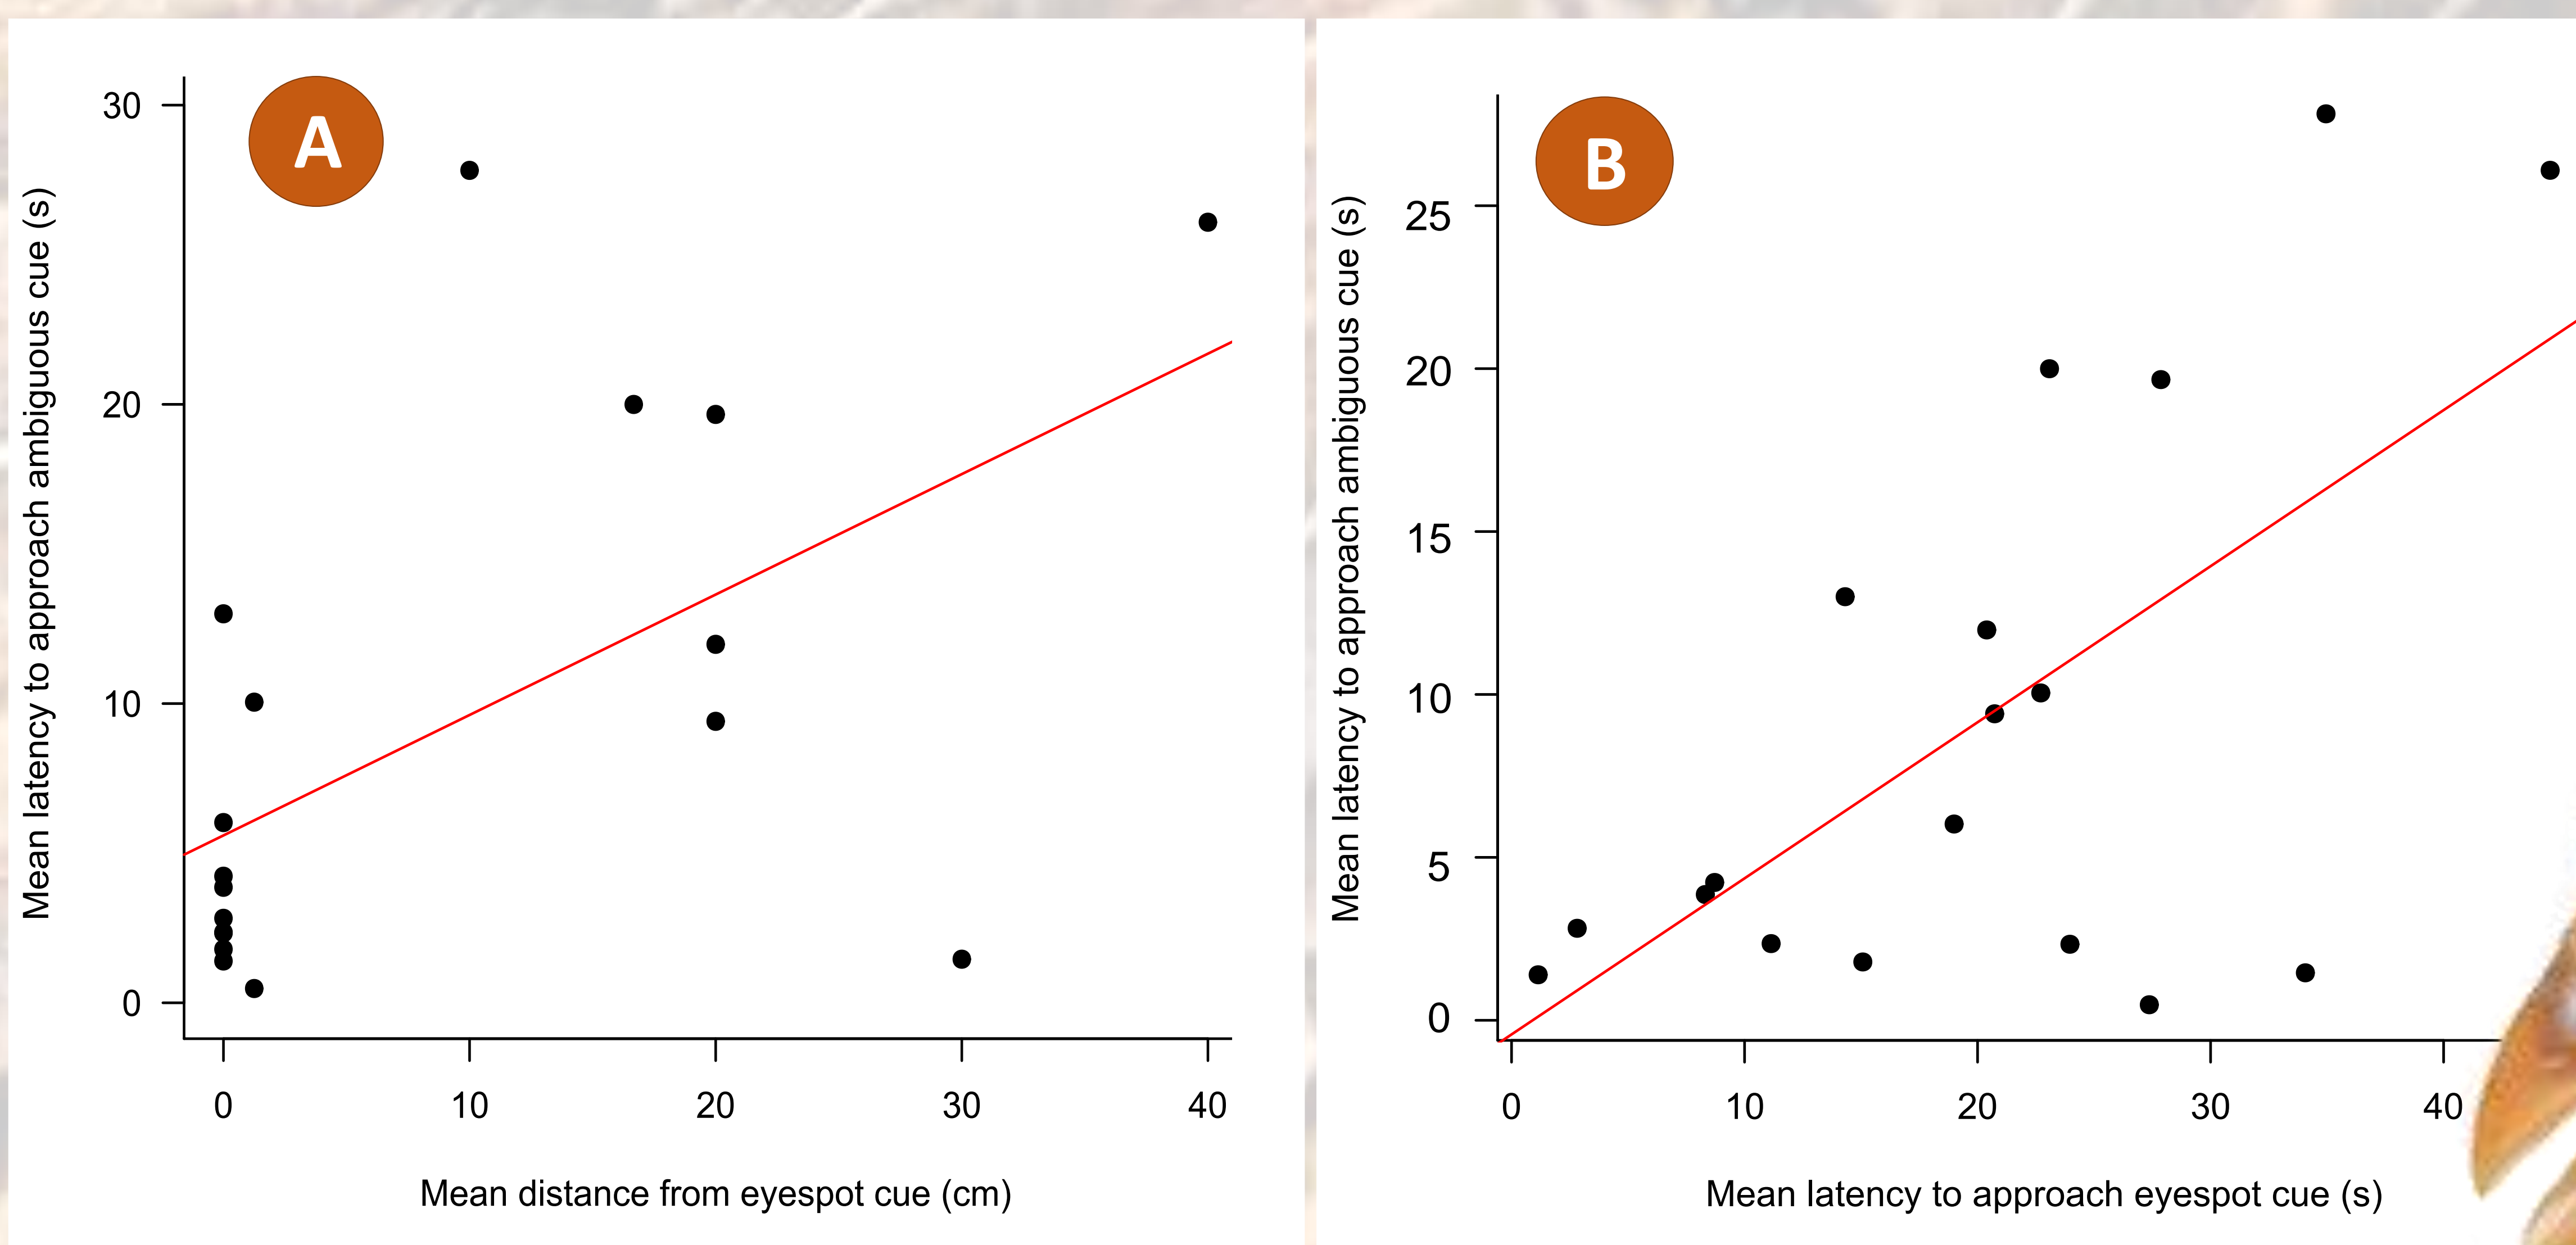 A
30
20
10
0
Mean latency to approach ambiguous cue (s)
0 10 20 30 40
Mean distance from eyespot cue (cm)
B
25
20
15
10
5
0
Mean latency to approach ambiguous cue (s)
0 10 20 30 40
Mean latency to approach eyespot cue (s)